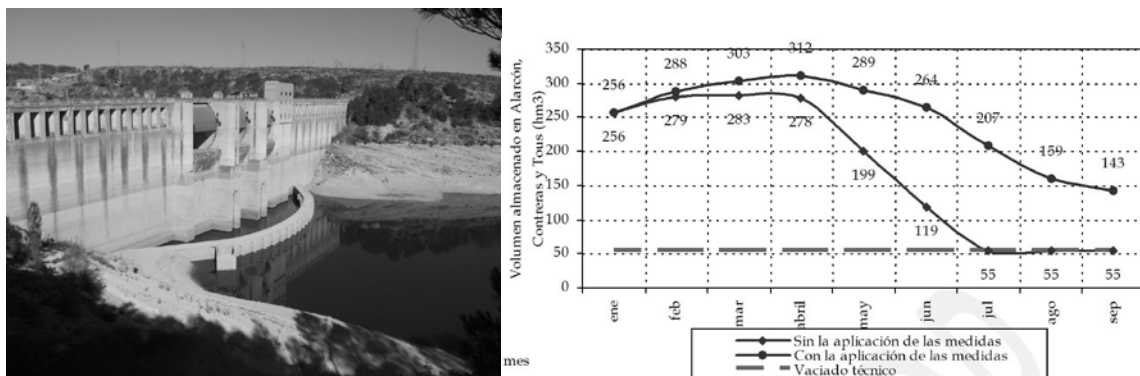 Volumen almacenado en Alarcón,
Contreras y Tous (hm3)
350
300
250
200
150
100
50
0
256 288 303 312 289 264 207 159 143
256 279 283 278 199 119 55 55 55
ene feb mar abril may jun jul ago sep
mes
Sin la aplicación de las medidas
Con la aplicación de las medidas
Vaciado técnico